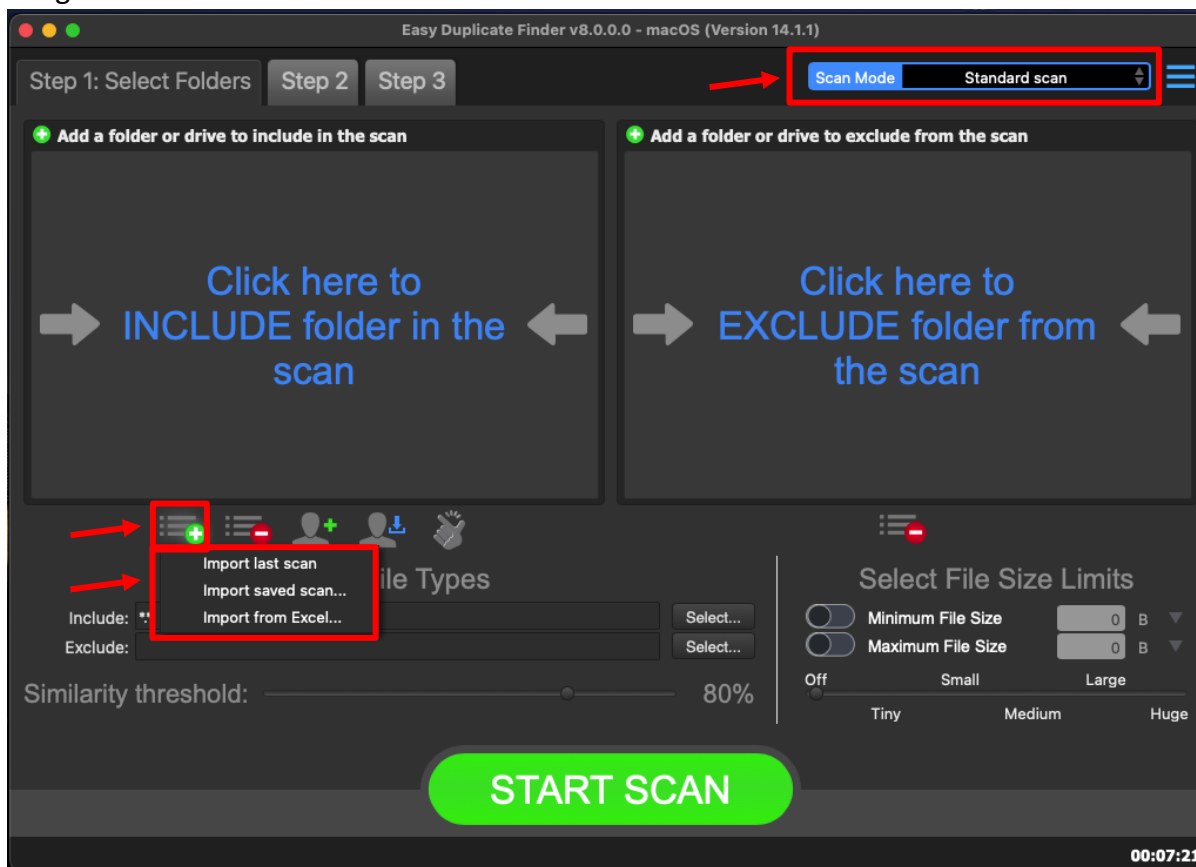 Easy Duplicate Finder v8.0.0.0 - macOS (Version 14.1.1)
Step 1: Select Folders Step 2 Step 3
Scan Mode Standard scan
Add a folder or drive to include in the scan
Add a folder or drive to exclude from the scan
Click here to
INCLUDE folder in the
scan
Click here to
EXCLUDE folder from
the scan
Import last scan
Import saved scan...
Import from Excel...
Types
Include: Select...
Exclude: Select...
Similarity threshold: 80%
Select File Size Limits
Minimum File Size 0 B
Maximum File Size 0 B
Off Small Large
Tiny Medium Huge
START SCAN
00:07:21